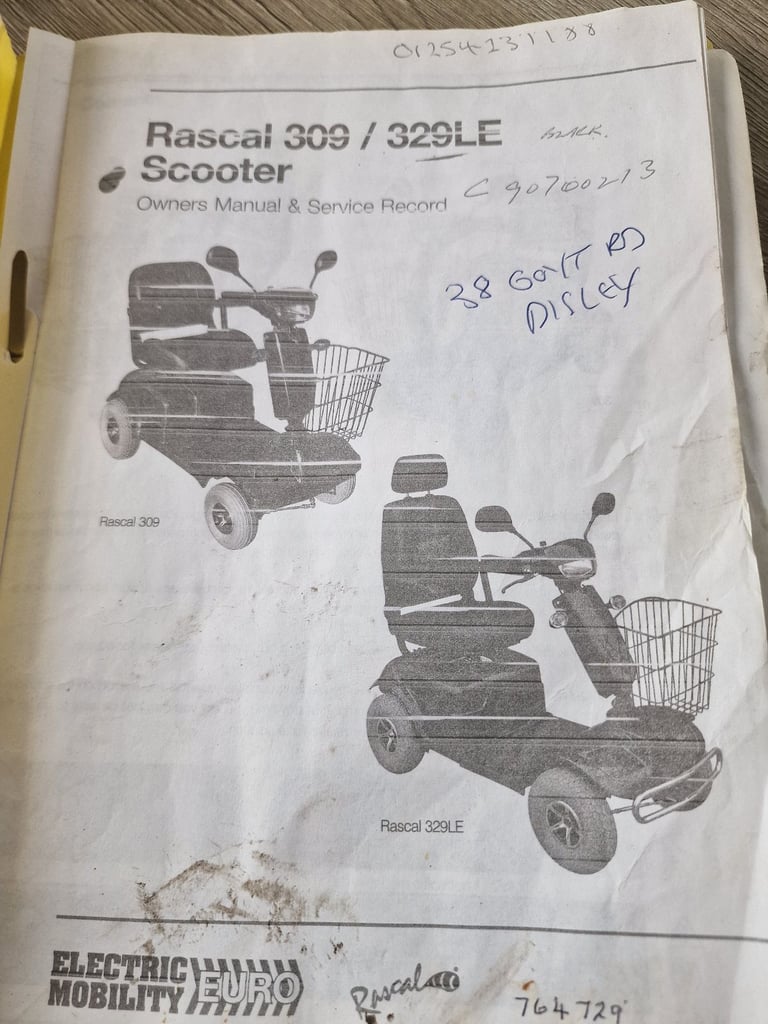 01254231188
Rascal 309 / 329LE
BLACK.
Scooter
C 90700213
Owners Manual & Service Record
38
RD
DISLEY
Rascal 309
Rascal 329LE
ELECTRIC
MOBILITY
EURO
Rascal
764729